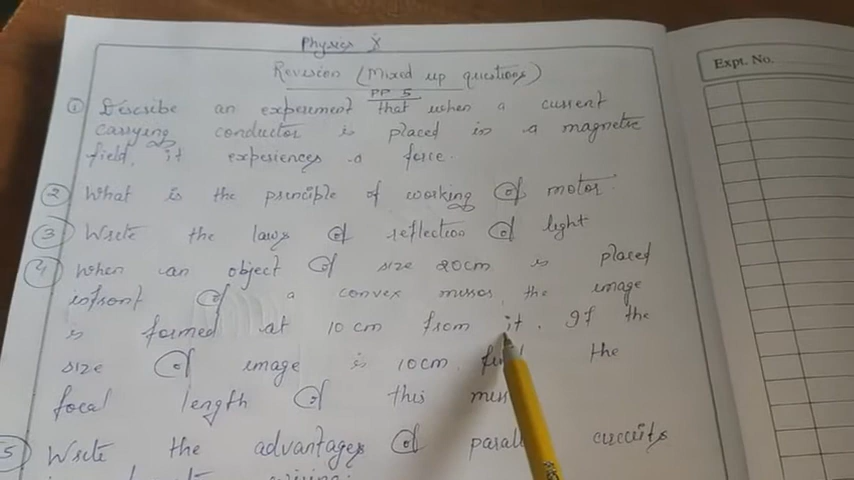 Physics X
Revision (Mixed up questions)
PP 5
Expt. No.
① Describe an experiment that when a current
carrying conductor is placed in a magnetic
field, it experiences a force.
② What is the principle of working of motor.
③ Write the laws of reflection of light
④ When an object of size 20cm is placed
infront of a convex mirror, the image
is formed at 10 cm from it. If the
size of image is 10cm, find the
focal length of this
5 Write the advantages of circuits